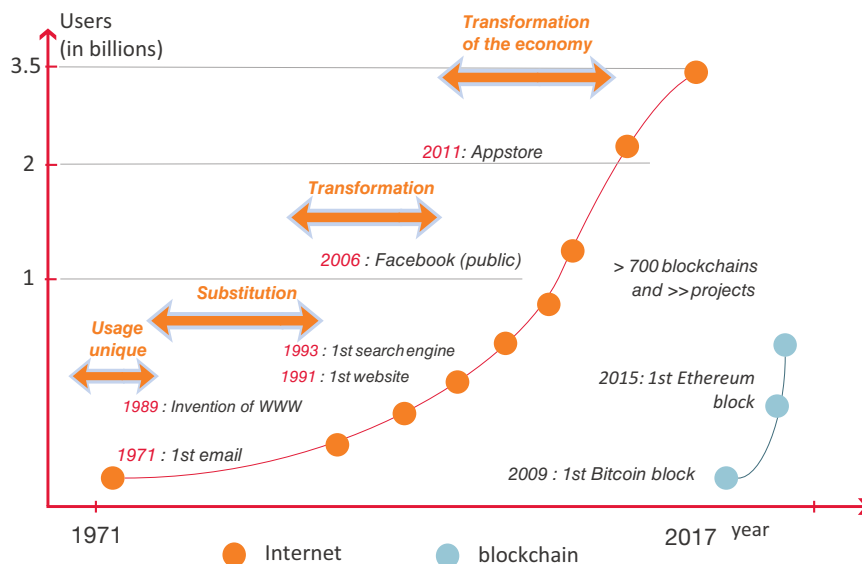 Users
(in billions)
Transformation
of the economy
3.5
2011: Appstore
2
Transformation
2006 : Facebook (public)
1
> 700 blockchains
and >> projects
Substitution
Usage
unique
1993 : 1st search engine
1991 : 1st website
2015: 1st Ethereum
block
1989 : Invention of WWW
1971 : 1st email
2009 : 1st Bitcoin block
1971
2017
year
Internet
blockchain